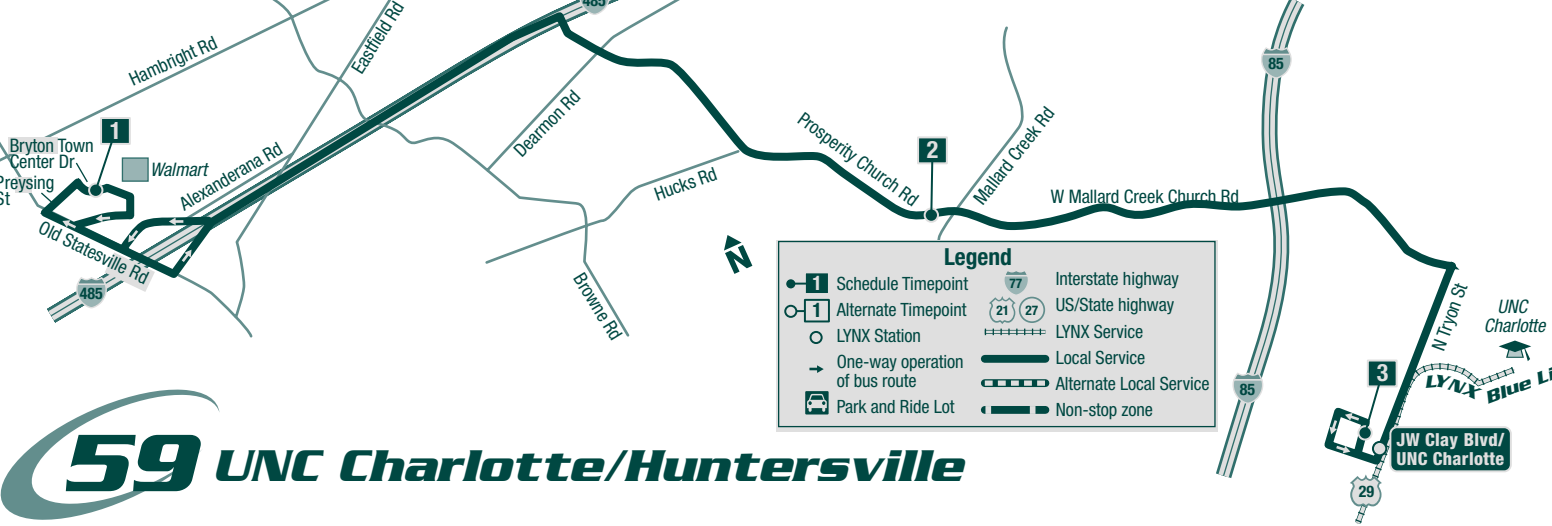 485
Hambright Rd
Eastfield Rd
85
1
Bryton Town
Center Dr
Walmart
Preysing
St
Alexanderana Rd
Old Statesville Rd
485
Dearmon Rd
Hucks Rd
Browne Rd
Prosperity Church Rd
2
Mallard Creek Rd
W Mallard Creek Church Rd
N
Legend
1 Schedule Timepoint
1 Alternate Timepoint
LYNX Station
One-way operation
of bus route
Park and Ride Lot
77 Interstate highway
21 27 US/State highway
LYNX Service
Local Service
Alternate Local Service
Non-stop zone
N Tryon St
UNC
Charlotte
LYNX Blue Li
3
85
JW Clay Blvd/
UNC Charlotte
29
59 UNC Charlotte/Huntersville